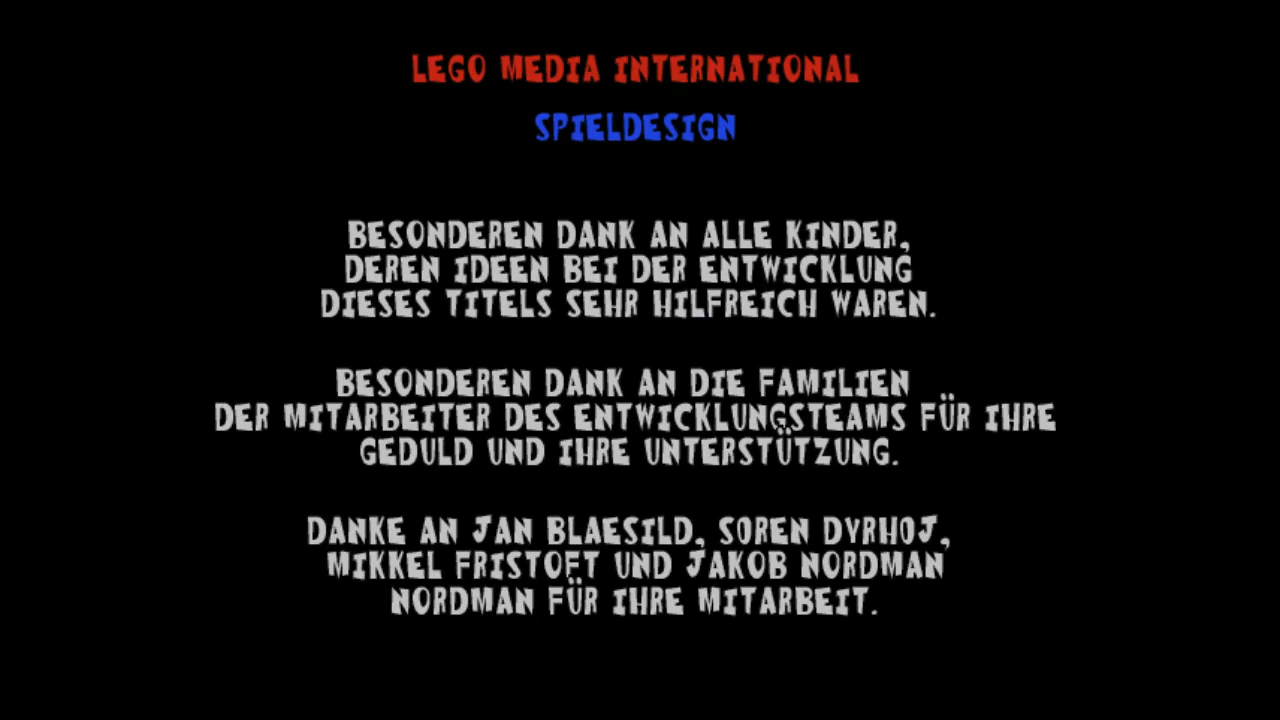 LEGO MEDIA INTERNATIONAL
SPIELDESIGN
BESONDEREN DANK AN ALLE KINDER,
DEREN IDEEN BEI DER ENTWICKLUNG
DIESES TITELS SEHR HILFREICH WAREN.
BESONDEREN DANK AN DIE FAMILIEN
DER MITARBEITER DES ENTWICKLUNGSTEAMS FÜR IHRE
GEDULD UND IHRE UNTERSTÜTZUNG.
DANKE AN JAN BLAESILD, SOREN DYRHOJ,
MIKKEL FRISTOFT UND JAKOB NORDMAN
NORDMAN FÜR IHRE MITARBEIT.